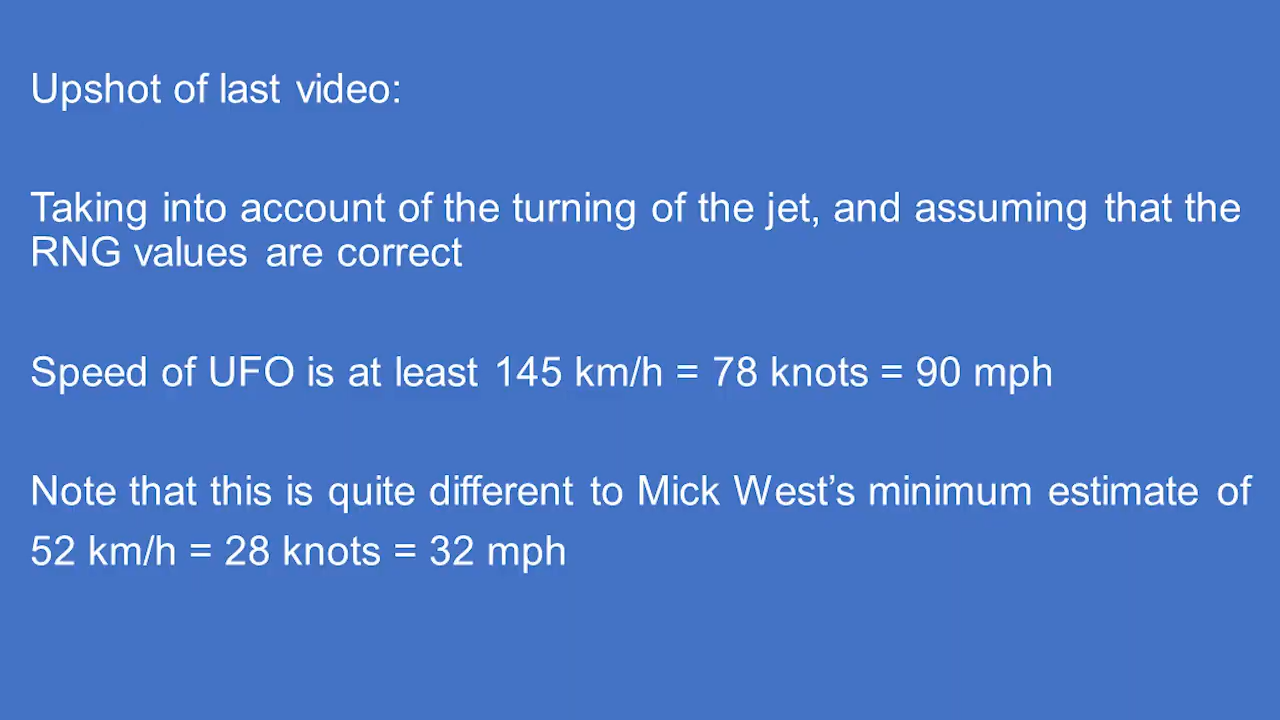 Upshot of last video:
Taking into account of the turning of the jet, and assuming that the
RNG values are correct
Speed of UFO is at least 145 km/h = 78 knots = 90 mph
Note that this is quite different to Mick West’s minimum estimate of
52 km/h = 28 knots = 32 mph